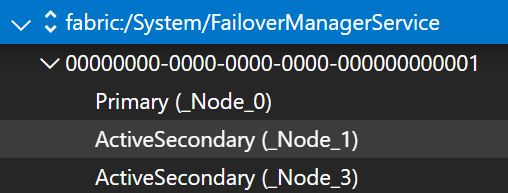 fabric:/System/FailoverManagerService
00000000-0000-0000-0000-000000000001
Primary (_Node_0)
ActiveSecondary (_Node_1)
ActiveSecondary (_Node_3)